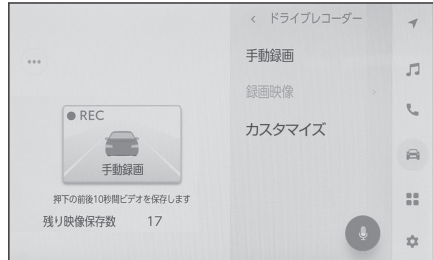 ドライブレコーダー
手動録画
録画映像
カスタマイズ
REC
手動録画
押下の前後10秒間ビデオを保存します
残り映像保存数 17